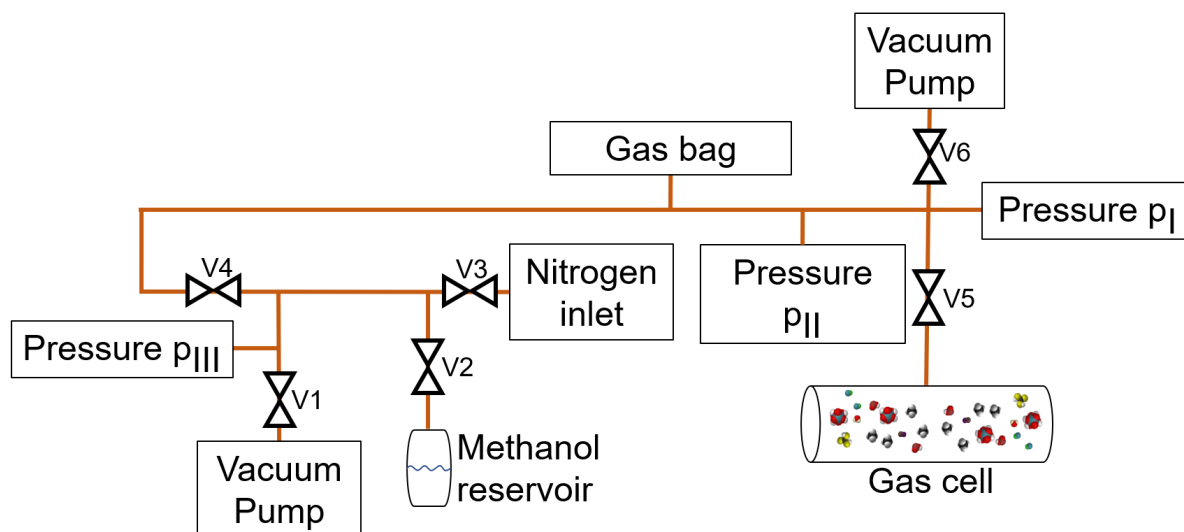 Vacuum
Pump
V6
Gas bag
Pressure pI
V4
V3
Nitrogen
inlet
Pressure
pII
V5
Pressure pIII
V2
V1
Methanol
reservoir
Vacuum
Pump
Gas cell